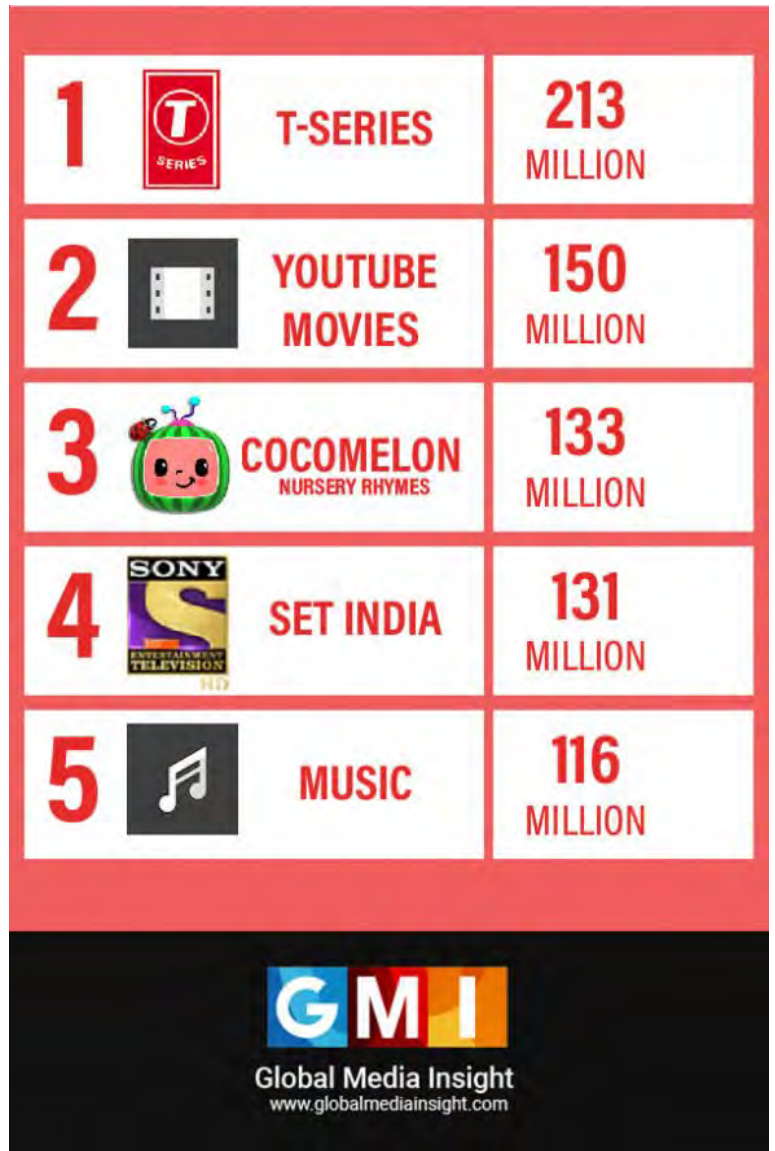 1
T
SERIES
T-SERIES
213
MILLION
2
YOUTUBE
MOVIES
150
MILLION
3
COCOMELON
NURSERY RHYMES
133
MILLION
4
SONY
ENTERTAINMENT
TELEVISION
HD
SET INDIA
131
MILLION
5
MUSIC
116
MILLION
GMI
Global Media Insight
www.globalmediainsight.com